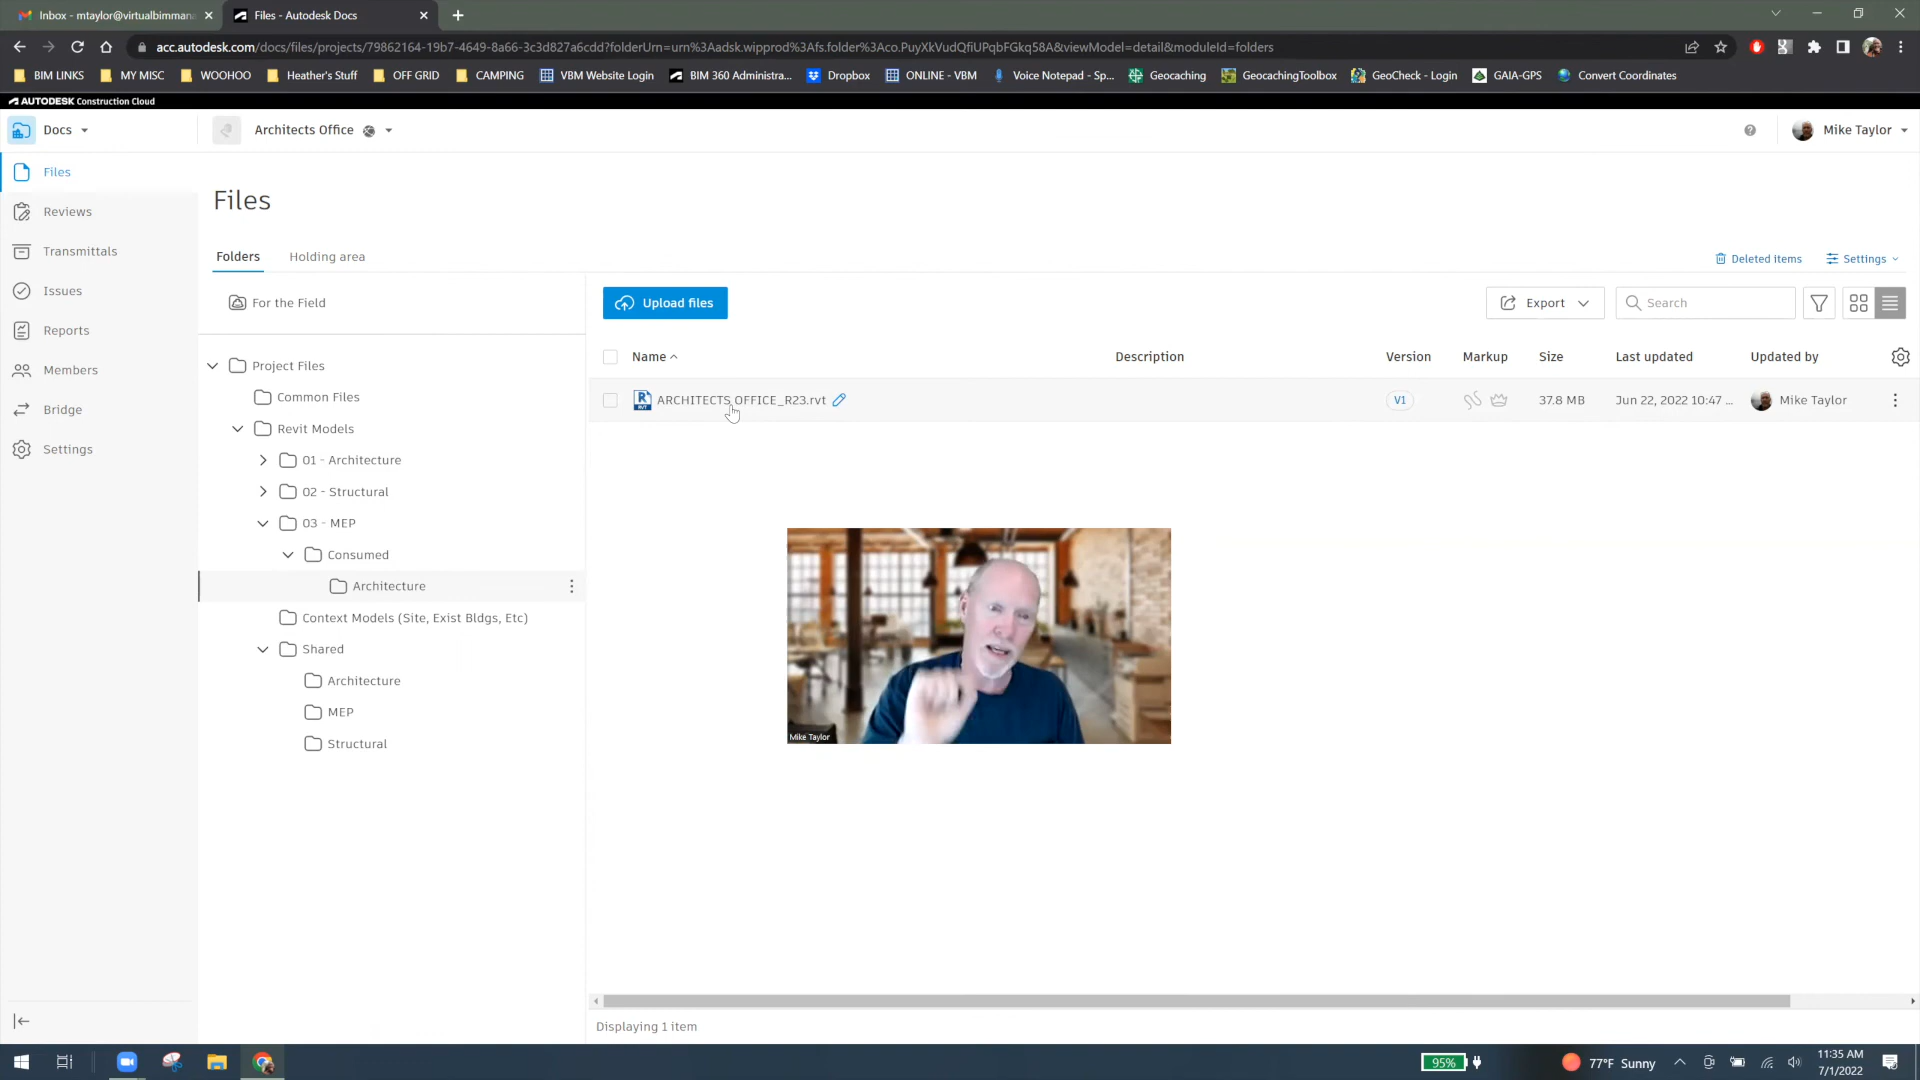 Inbox - mtaylor@virtualbimmana
Files - Autodesk Docs
acc.autodesk.com/docs/files/projects/79862164-19b7-4649-8a66-3c3d827a6cdd?folderUrn=urn%3Aadsk.wipprod%3Afs.folder%3Aco.PuyXkVudQfiUPqbFGkq58A&viewModel=detail&moduleId=folders
BIM LINKS MY MISC WOOHOO Heather's Stuff OFF GRID CAMPING VBM Website Login BIM 360 Administra... Dropbox ONLINE - VBM Voice Notepad - Sp... Geocaching GeocachingToolbox GeoCheck - Login GAIA-GPS Convert Coordinates
AUTODESK Construction Cloud
Docs Architects Office Mike Taylor
Files
Reviews
Transmittals
Issues
Reports
Members
Bridge
Settings
Files
Folders Holding area Deleted items Settings
For the Field
Project Files
Common Files
Revit Models
01 - Architecture
02 - Structural
03 - MEP
Consumed
Architecture
Context Models (Site, Exist Bldgs, Etc)
Shared
Architecture
MEP
Structural
Upload files Export Search
Name Description Version Markup Size Last updated Updated by
R RVT ARCHITECTS OFFICE_R23.rvt V1 37.8 MB Jun 22, 2022 10:47 ... Mike Taylor
Mike Taylor
Displaying 1 item
95% 77°F Sunny 11:35 AM
7/1/2022